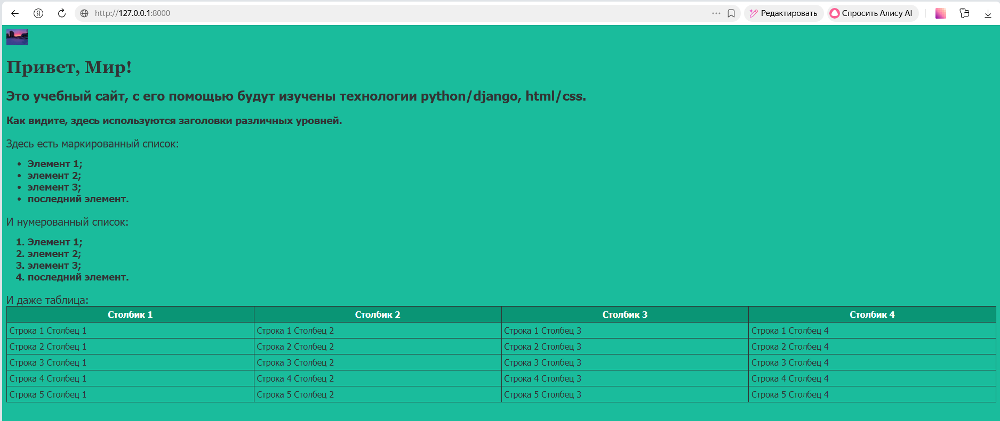 http://127.0.0.1:8000
Редактировать
Спросить Алису AI
Привет, Мир!
Это учебный сайт, с его помощью будут изучены технологии python/django, html/css.
Как видите, здесь используются заголовки различных уровней.
Здесь есть маркированный список:
• Элемент 1;
• элемент 2;
• элемент 3;
• последний элемент.
И нумерованный список:
1. Элемент 1;
2. элемент 2;
3. элемент 3;
4. последний элемент.
И даже таблица:
Столбик 1 Столбик 2 Столбик 3 Столбик 4
Строка 1 Столбец 1 Строка 1 Столбец 2 Строка 1 Столбец 3 Строка 1 Столбец 4
Строка 2 Столбец 1 Строка 2 Столбец 2 Строка 2 Столбец 3 Строка 2 Столбец 4
Строка 3 Столбец 1 Строка 3 Столбец 2 Строка 3 Столбец 3 Строка 3 Столбец 4
Строка 4 Столбец 1 Строка 4 Столбец 2 Строка 4 Столбец 3 Строка 4 Столбец 4
Строка 5 Столбец 1 Строка 5 Столбец 2 Строка 5 Столбец 3 Строка 5 Столбец 4